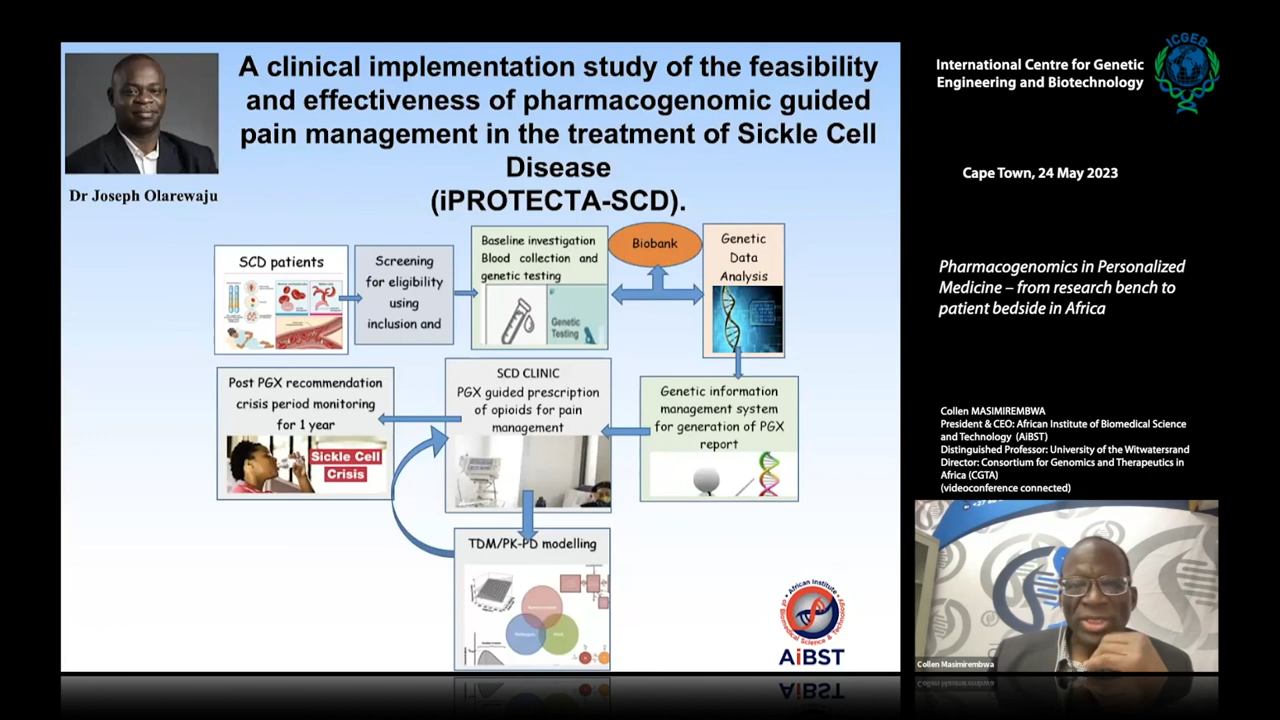 A clinical implementation study of the feasibility
and effectiveness of pharmacogenomic guided
pain management in the treatment of Sickle Cell
Disease
(iPROTECTA-SCD).
Dr Joseph Olarewaju
SCD patients
Screening
for eligibility
using
inclusion and
Baseline investigation
Blood collection and
genetic testing
Genetic
Testing
Biobank
Genetic
Data
Analysis
Genetic information
management system
for generation of PGX
report
SCD CLINIC
PGX guided prescription
of opioids for pain
management
Post PGX recommendation
crisis period monitoring
for 1 year
Sickle Cell
Crisis
TDM/PK-PD modelling
African Institute
of Biomedical Science & Technology
AiBST
International Centre for Genetic
Engineering and Biotechnology
ICGEB
Cape Town, 24 May 2023
Pharmacogenomics in Personalized
Medicine – from research bench to
patient bedside in Africa
Collen MASIMIREMBWA
President & CEO: African Institute of Biomedical Science
and Technology (AiBST)
Distinguished Professor: University of the Witwatersrand
Director: Consortium for Genomics and Therapeutics in
Africa (CGTA)
(videoconference connected)
Collen Masimirembwa